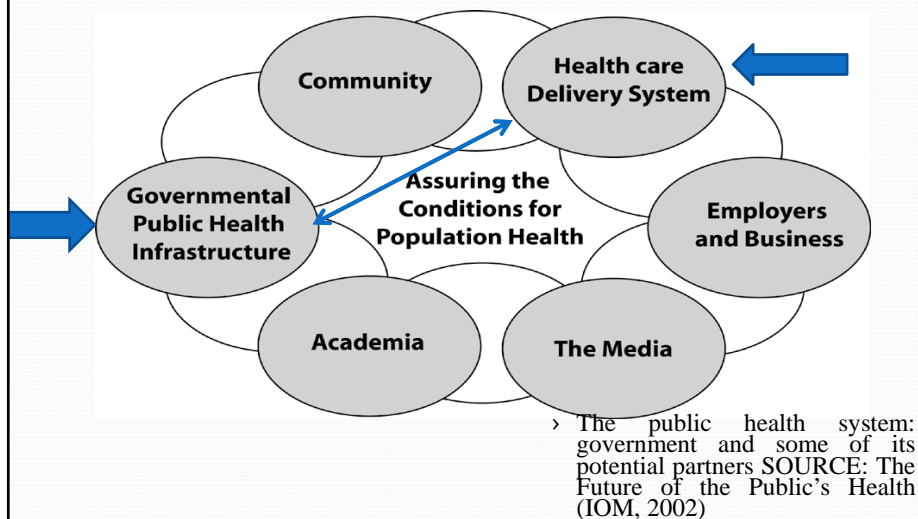 Community
Health care
Delivery System
Assuring the
Conditions for
Population Health
Governmental
Public Health
Infrastructure
Employers
and Business
Academia
The Media
› The public health system:
government and some of its
potential partners SOURCE: The
Future of the Public’s Health
(IOM, 2002)